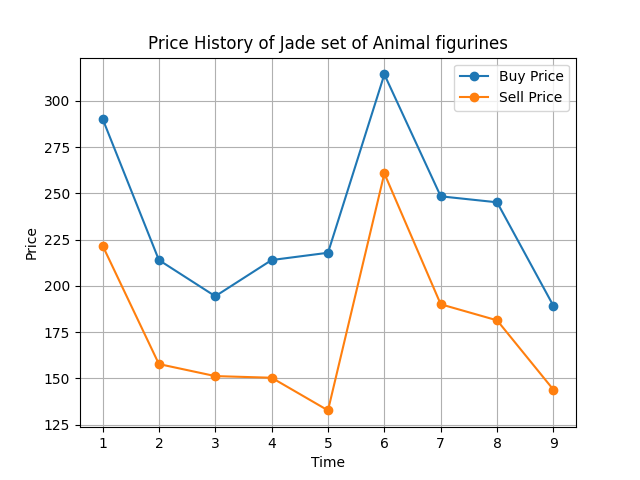 Price History of Jade set of Animal figurines
Buy Price
Sell Price
Price
300
275
250
225
200
175
150
125
1 2 3 4 5 6 7 8 9
Time